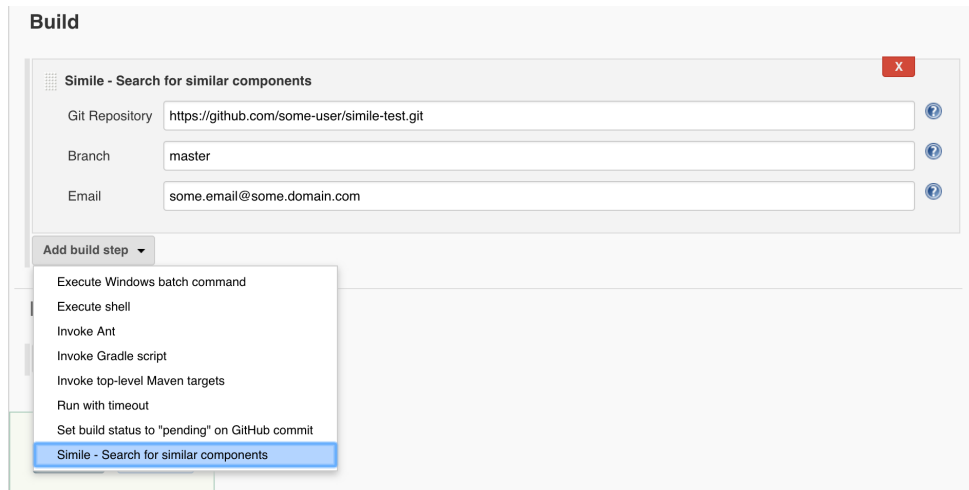 Build
Simile - Search for similar components
X
Git Repository https://github.com/some-user/simile-test.git
Branch master
Email some.email@some.domain.com
Add build step
Execute Windows batch command
Execute shell
Invoke Ant
Invoke Gradle script
Invoke top-level Maven targets
Run with timeout
Set build status to "pending" on GitHub commit
Simile - Search for similar components